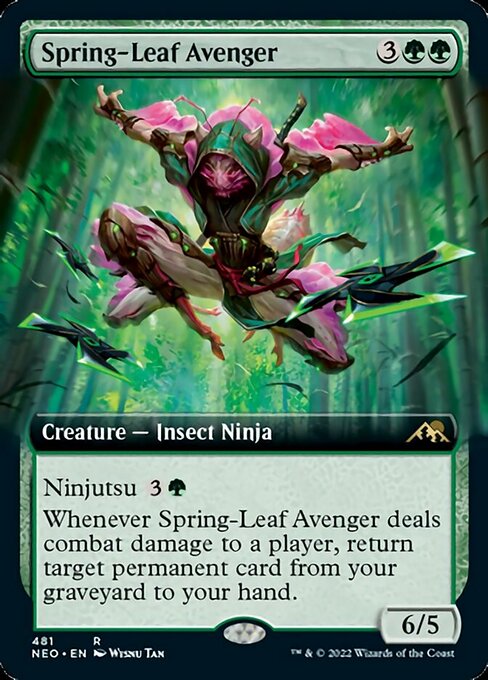 Spring-Leaf Avenger 3
Creature — Insect Ninja
Ninjutsu 3
Whenever Spring-Leaf Avenger deals
combat damage to a player, return
target permanent card from your
graveyard to your hand.
6/5
481 R
NEO • EN Wisnu Tan
™ & © 2022 Wizards of the Coast